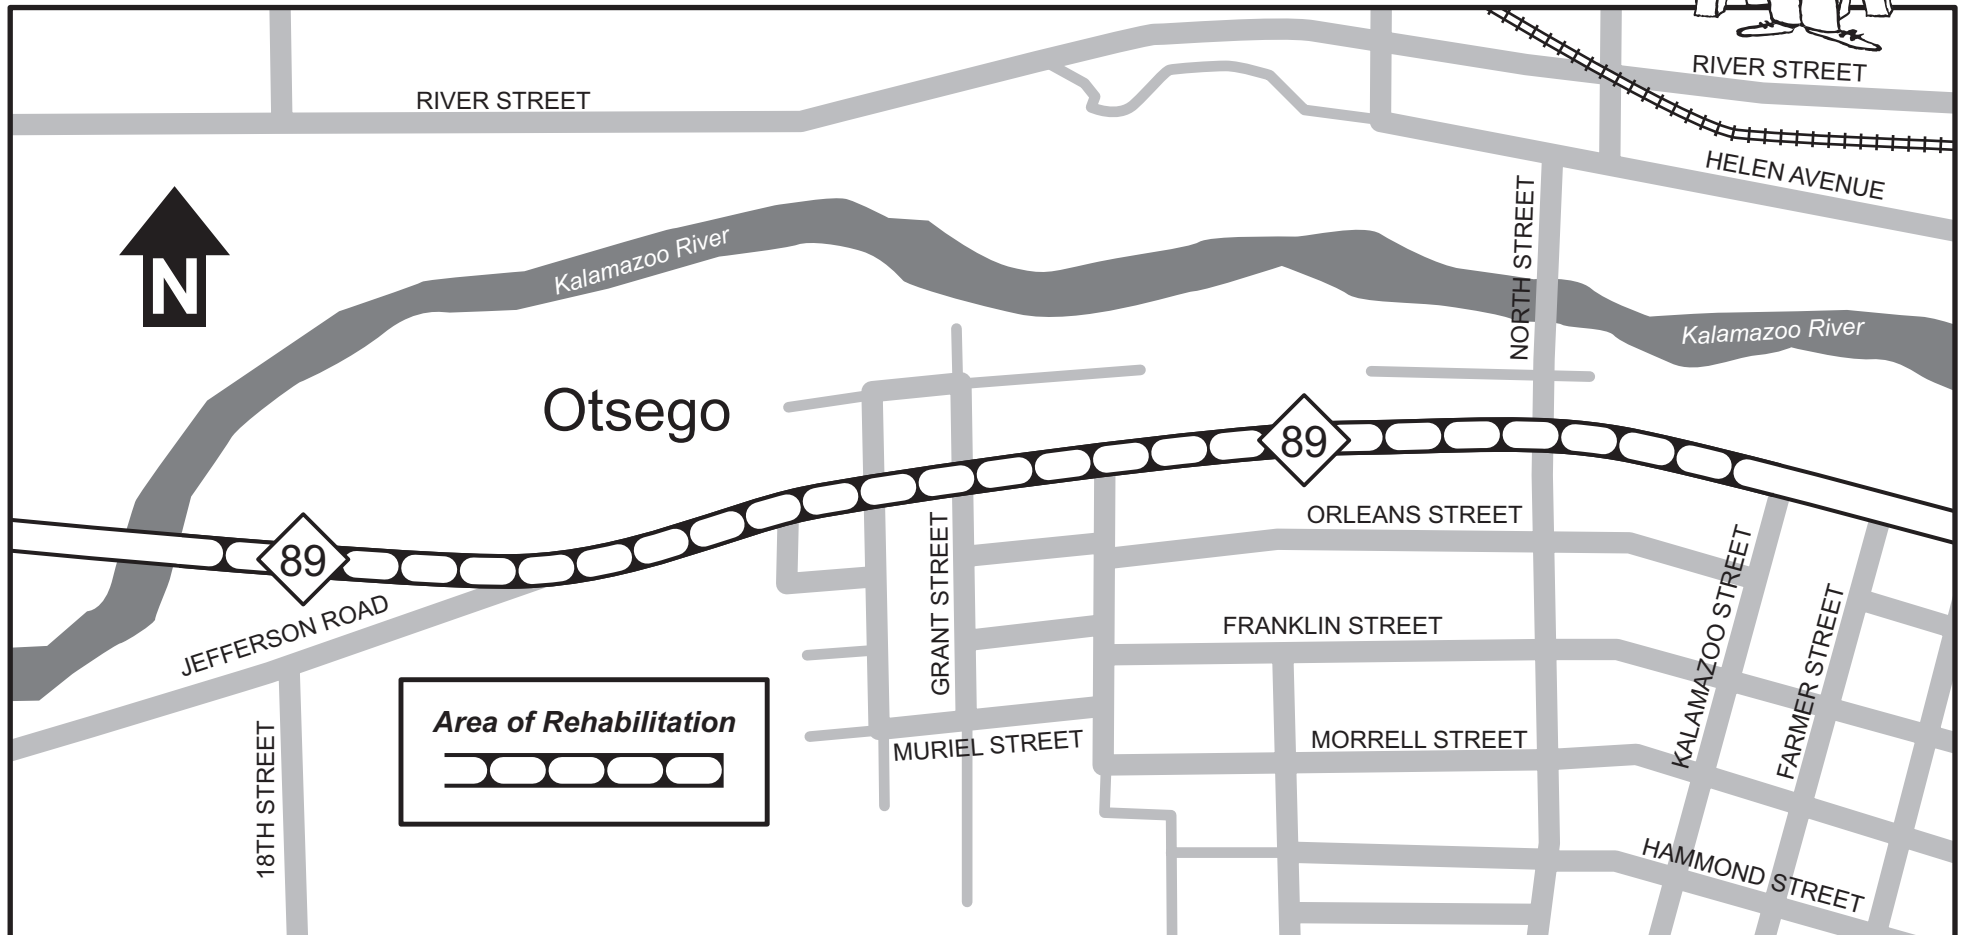 RIVER STREET
RIVER STREET
HELEN AVENUE
NORTH STREET
N
Kalamazoo River
Kalamazoo River
Otsego
89
89
ORLEANS STREET
JEFFERSON ROAD
GRANT STREET
FRANKLIN STREET
KALAMAZOO STREET
FARMER STREET
Area of Rehabilitation
18TH STREET
MURIEL STREET
MORRELL STREET
HAMMOND STREET